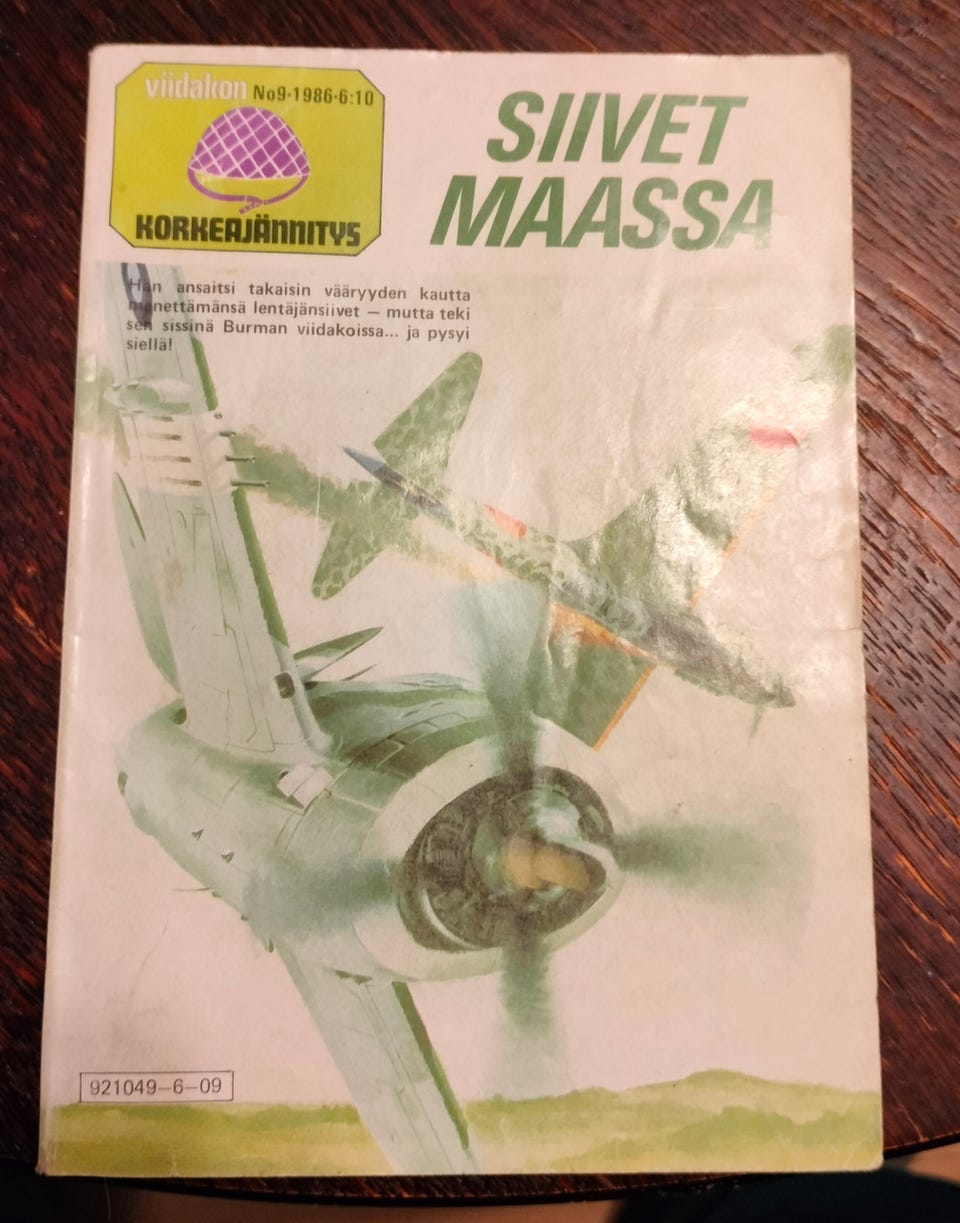 viidakon No9·1986·6:10
KORKEAJÄNNITYS
SIIVET
MAASSA
Hän ansaitsi takaisin vääryyden kautta
menettämänsä lentäjänsiivet — mutta teki
sen sissinä Burman viidakoissa... ja pysyi
siellä!
921049—6—09